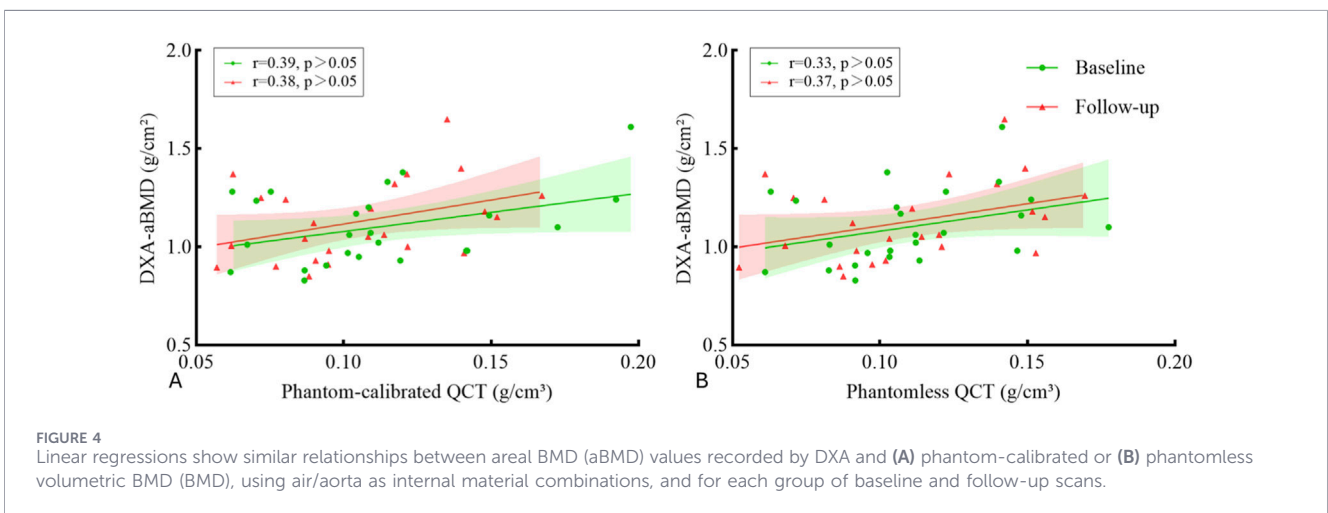 2.0
1.5
1.0
0.5
DXA-aBMD (g/cm²)
r=0.39, p＞0.05
r=0.38, p＞0.05
0.05
0.10
0.15
0.20
A
Phantom-calibrated QCT (g/cm³)
2.0
1.5
1.0
0.5
DXA-aBMD (g/cm²)
r=0.33, p＞0.05
r=0.37, p＞0.05
Baseline
Follow-up
0.05
0.10
0.15
0.20
B
Phantomless QCT (g/cm³)
FIGURE 4
Linear regressions show similar relationships between areal BMD (aBMD) values recorded by DXA and (A) phantom-calibrated or (B) phantomless
volumetric BMD (BMD), using air/aorta as internal material combinations, and for each group of baseline and follow-up scans.